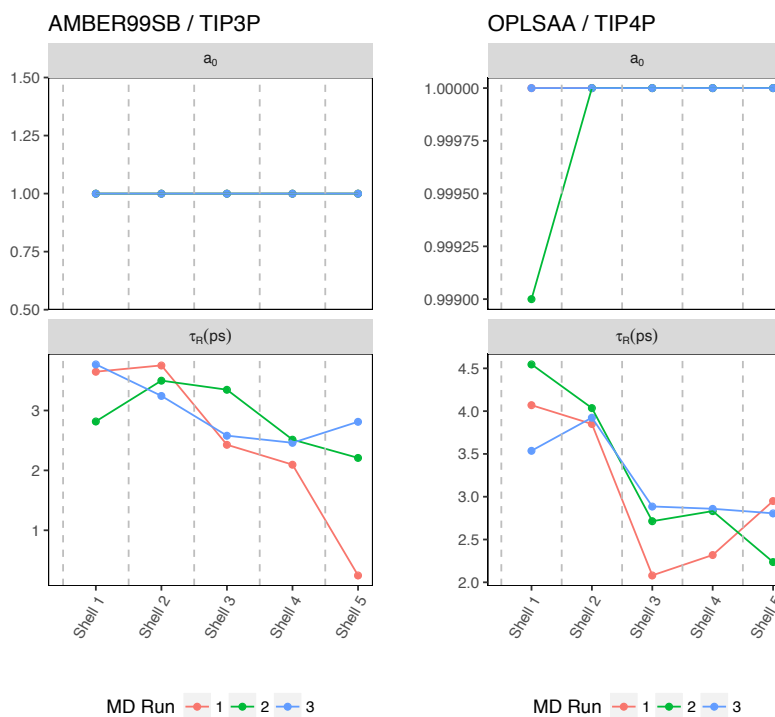 AMBER99SB / TIP3P
a₀
1.50
1.25
1.00
0.75
0.50
τR(ps)
3
2
1
Shell 1
Shell 2
Shell 3
Shell 4
Shell 5
MD Run 1 2 3
OPLSAA / TIP4P
a₀
1.00000
0.99975
0.99950
0.99925
0.99900
τR(ps)
4.5
4.0
3.5
3.0
2.5
2.0
Shell 1
Shell 2
Shell 3
Shell 4
Shell 5
MD Run 1 2 3